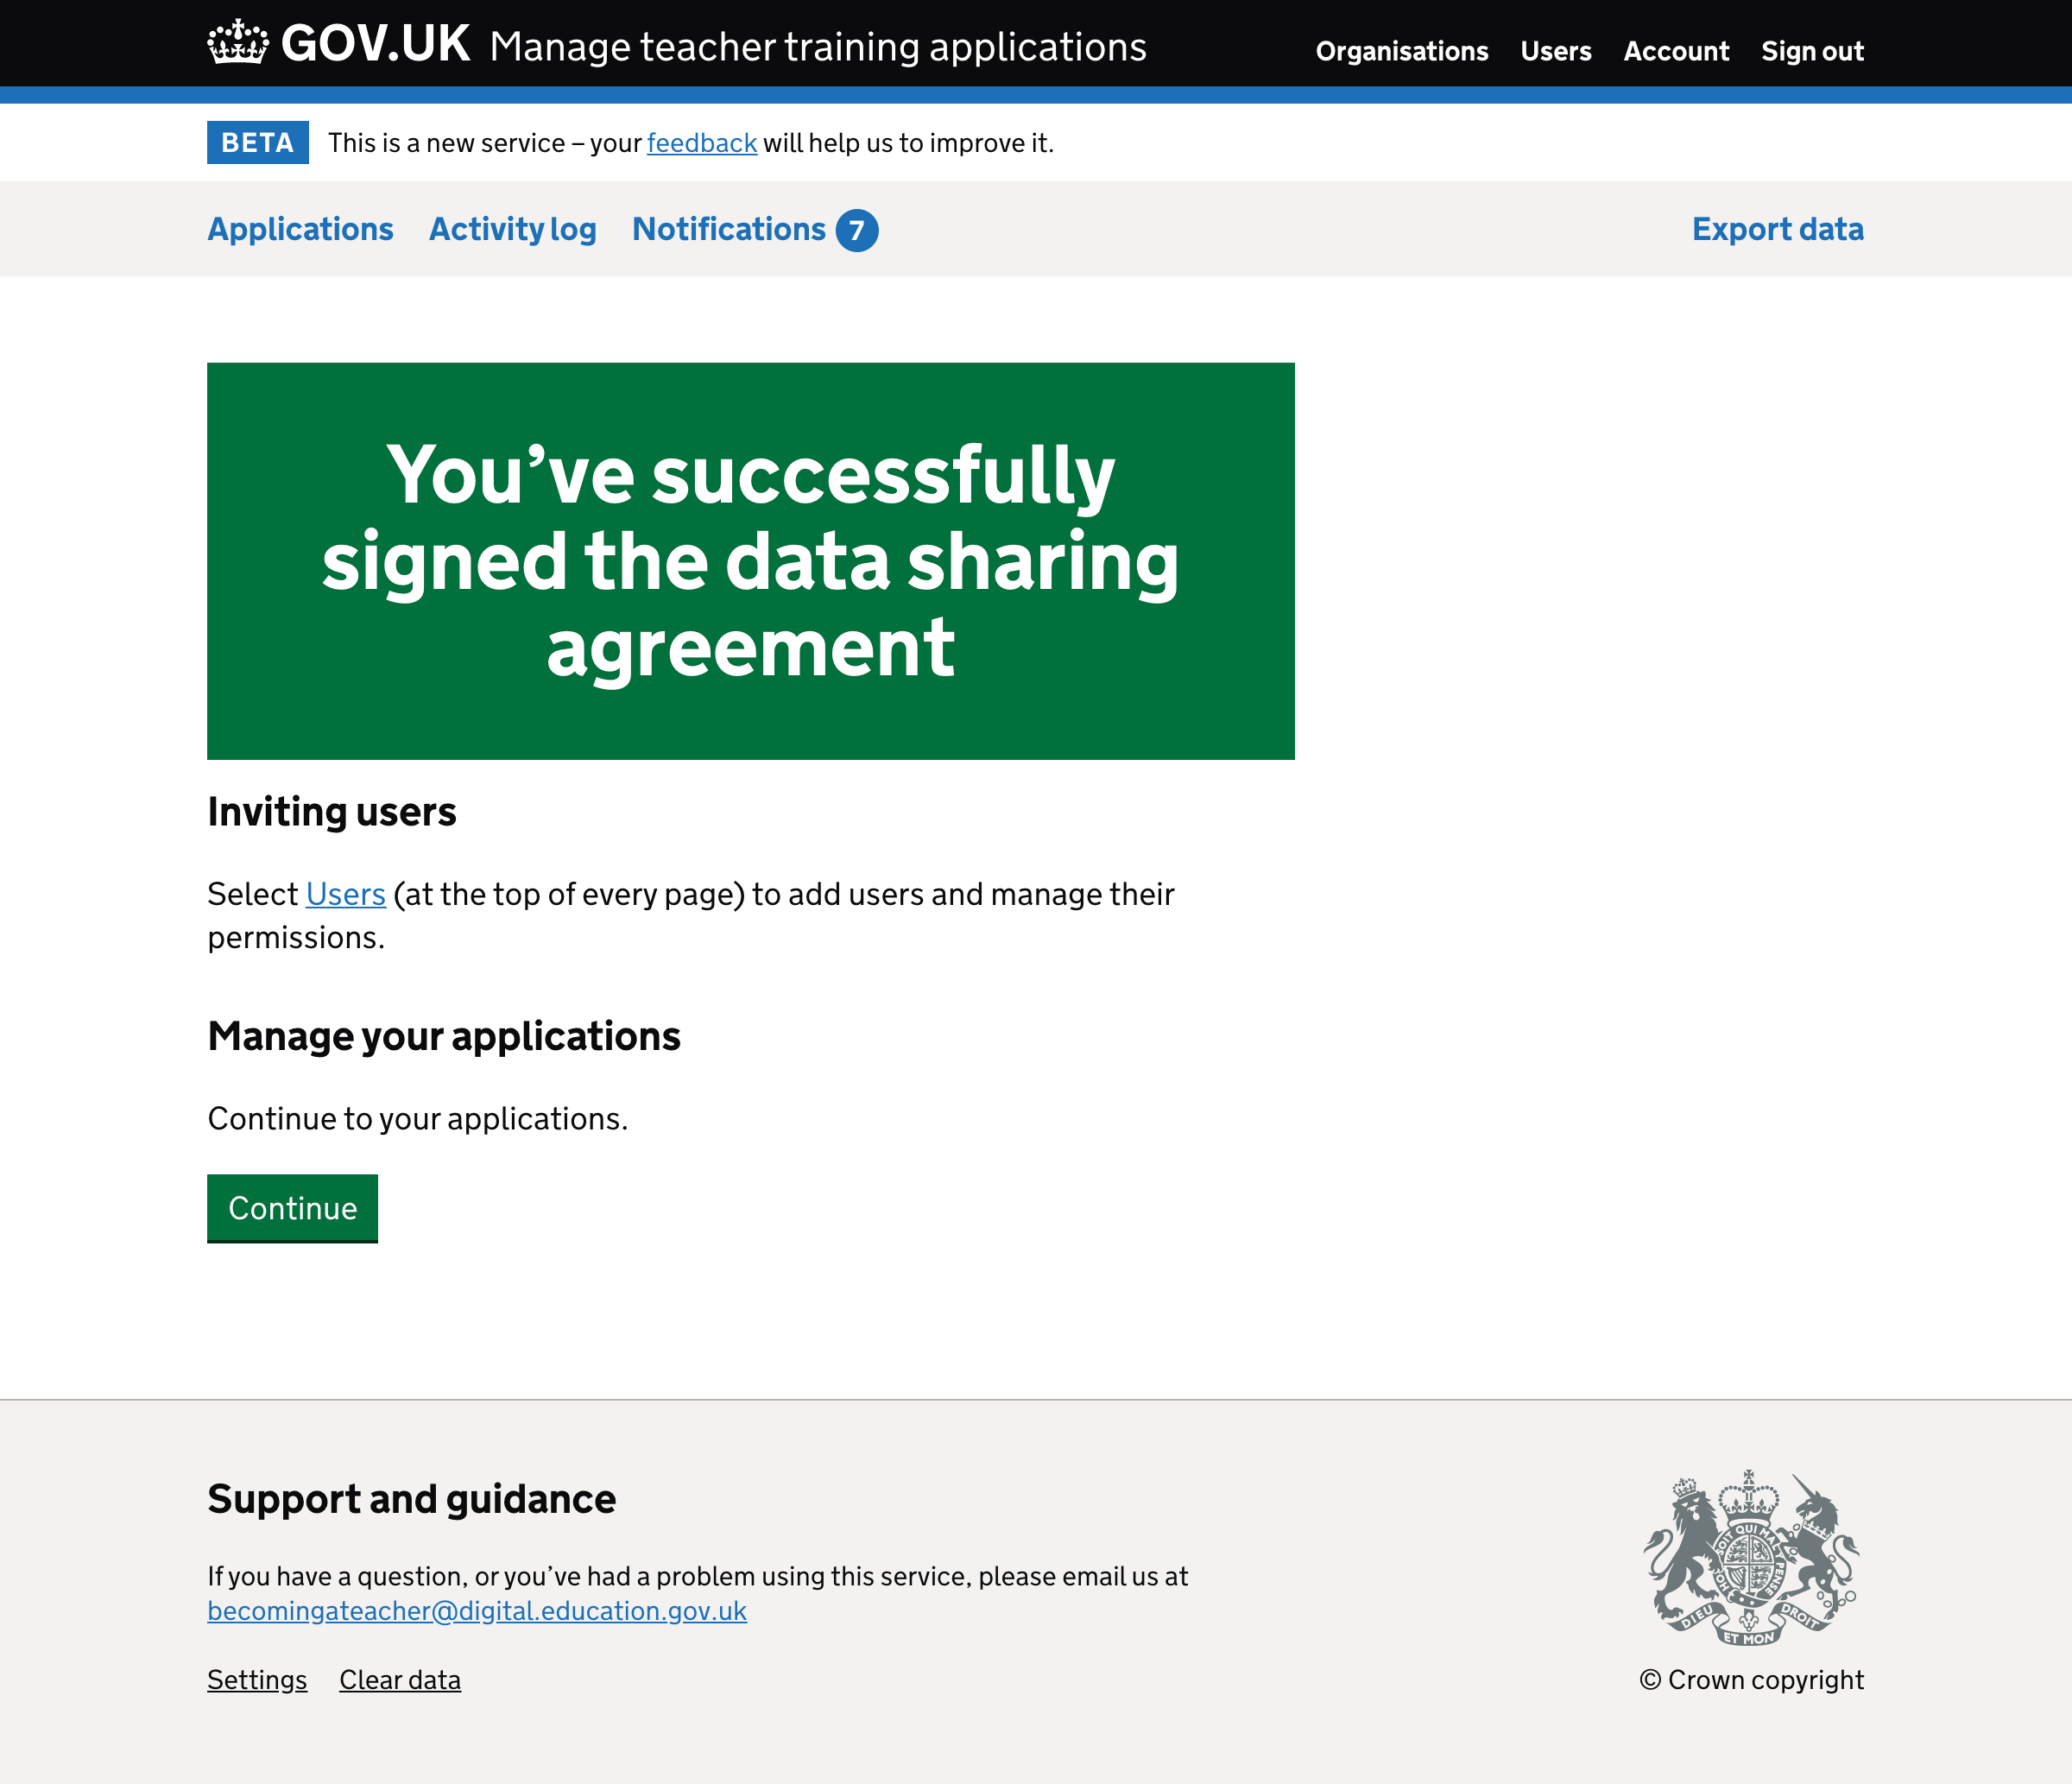 GOV.UK Manage teacher training applications Organisations Users Account Sign out
BETA This is a new service – your feedback will help us to improve it.
Applications Activity log Notifications 7 Export data
You’ve successfully
signed the data sharing
agreement
Inviting users
Select Users (at the top of every page) to add users and manage their
permissions.
Manage your applications
Continue to your applications.
Continue
Support and guidance
If you have a question, or you’ve had a problem using this service, please email us at
becomingateacher@digital.education.gov.uk
Settings Clear data
SOIT QUI MAL Y PENSE
DIEU ET MON DROIT
© Crown copyright